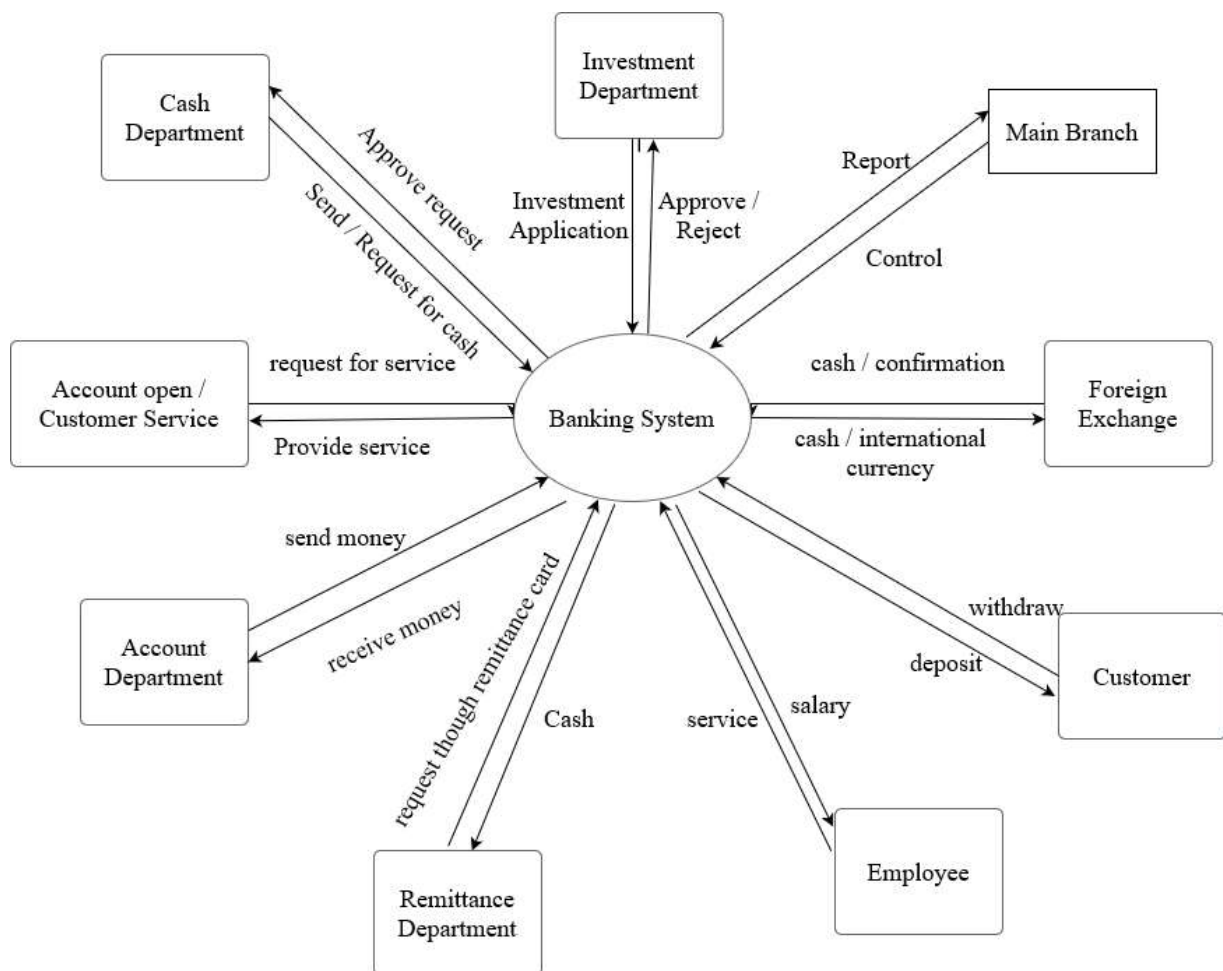 Investment
Department
Cash
Department
Main Branch
Approve request
Report
Investment
Application
Approve /
Reject
Send / Request for cash
Control
Account open /
Customer Service
request for service
Provide service
Banking System
cash / confirmation
cash / international
currency
Foreign
Exchange
send money
receive money
Account
Department
request though remittance card
Cash
service
salary
withdraw
deposit
Customer
Employee
Remittance
Department